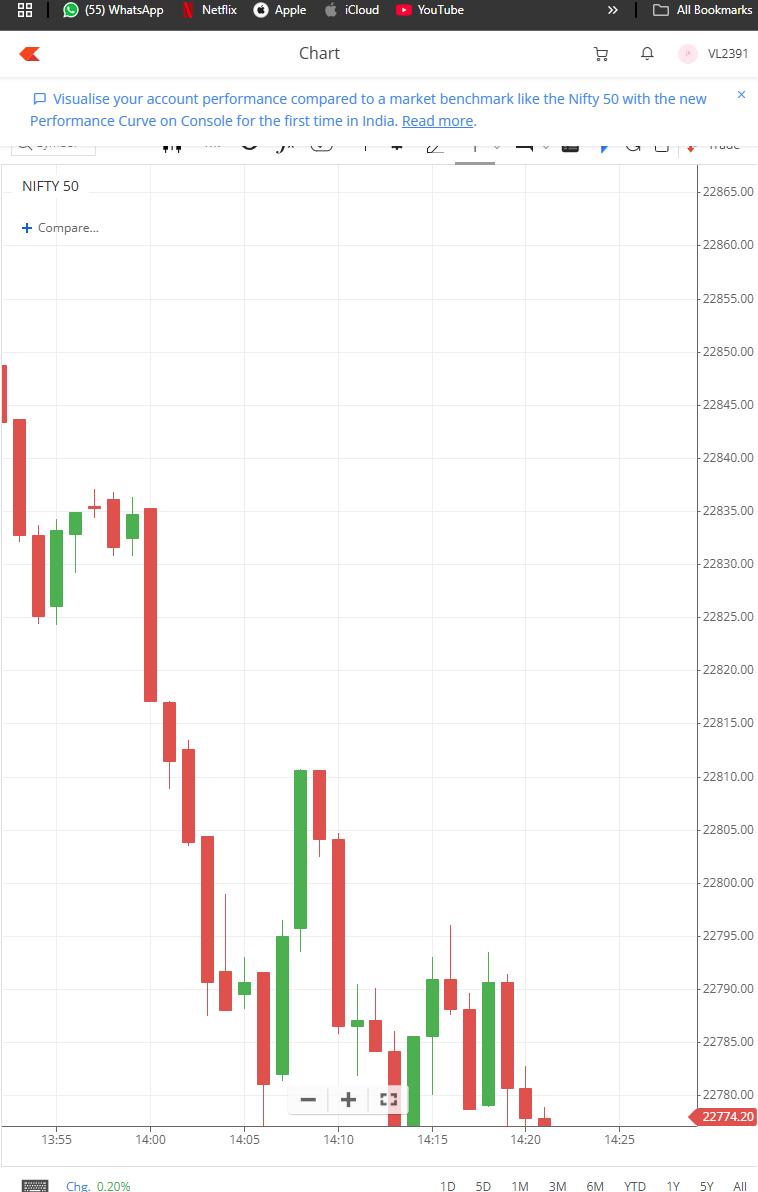 (55) WhatsApp Netflix Apple iCloud YouTube » All Bookmarks
Chart VL2391
Visualise your account performance compared to a market benchmark like the Nifty 50 with the new
Performance Curve on Console for the first time in India. Read more.
NIFTY 50
+ Compare...
22865.00
22860.00
22855.00
22850.00
22845.00
22840.00
22835.00
22830.00
22825.00
22820.00
22815.00
22810.00
22805.00
22800.00
22795.00
22790.00
22785.00
22780.00
22774.20
13:55 14:00 14:05 14:10 14:15 14:20 14:25
Chg. 0.20% 1D 5D 1M 3M 6M YTD 1Y 5Y All